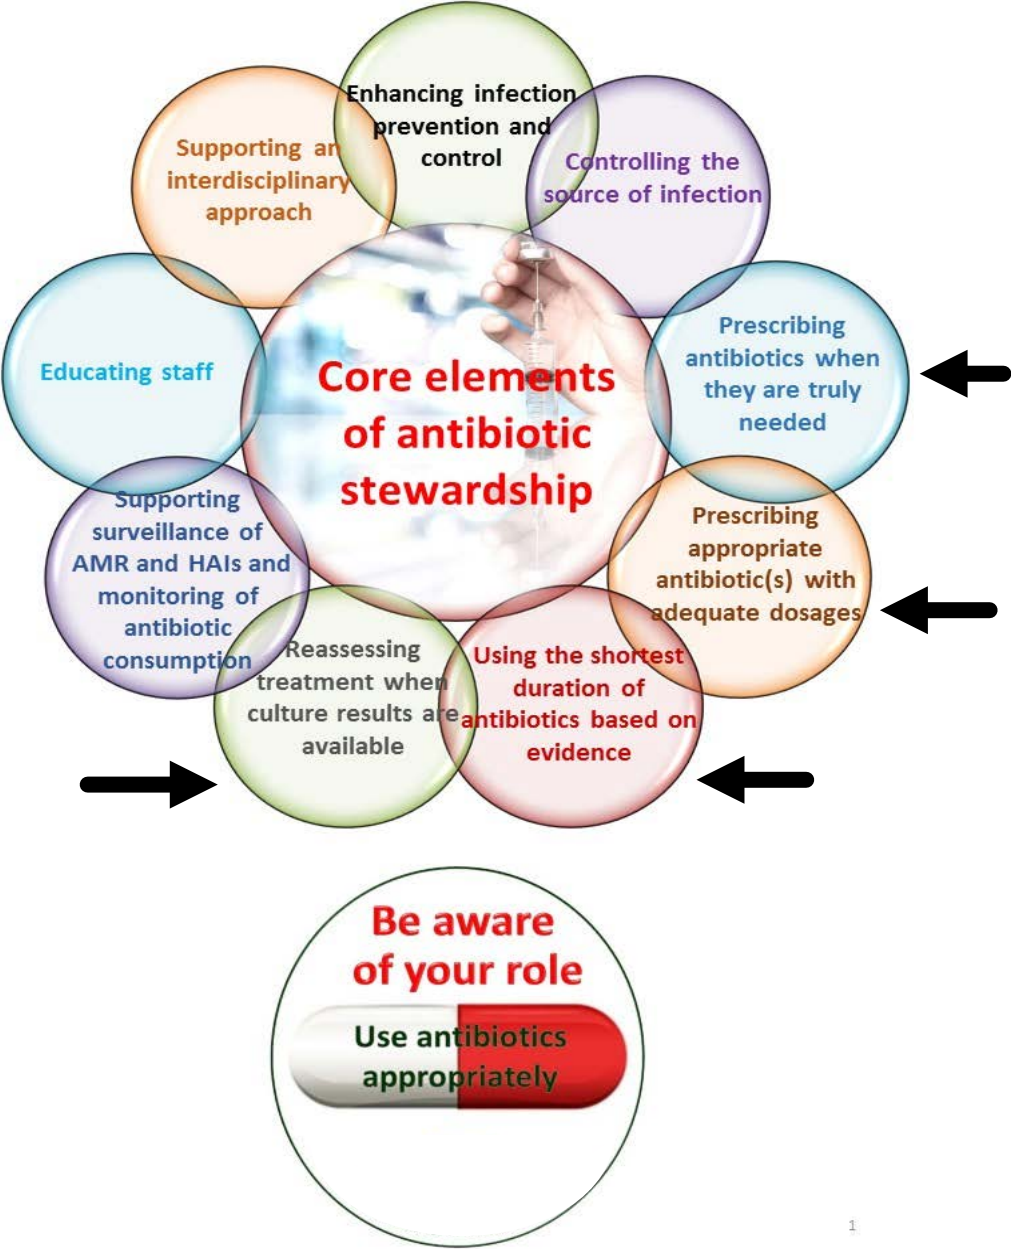 Enhancing infection
prevention and
control
Controlling the
source of infection
Prescribing
antibiotics when
they are truly
needed
Prescribing
appropriate
antibiotic(s) with
adequate dosages
Using the shortest
duration of
antibiotics based on
evidence
Reassessing
treatment when
culture results are
available
Supporting
surveillance of
AMR and HAIs and
monitoring of
antibiotic
consumption
Educating staff
Supporting an
interdisciplinary
approach
Core elements
of antibiotic
stewardship
Be aware
of your role
Use antibiotics
appropriately
1